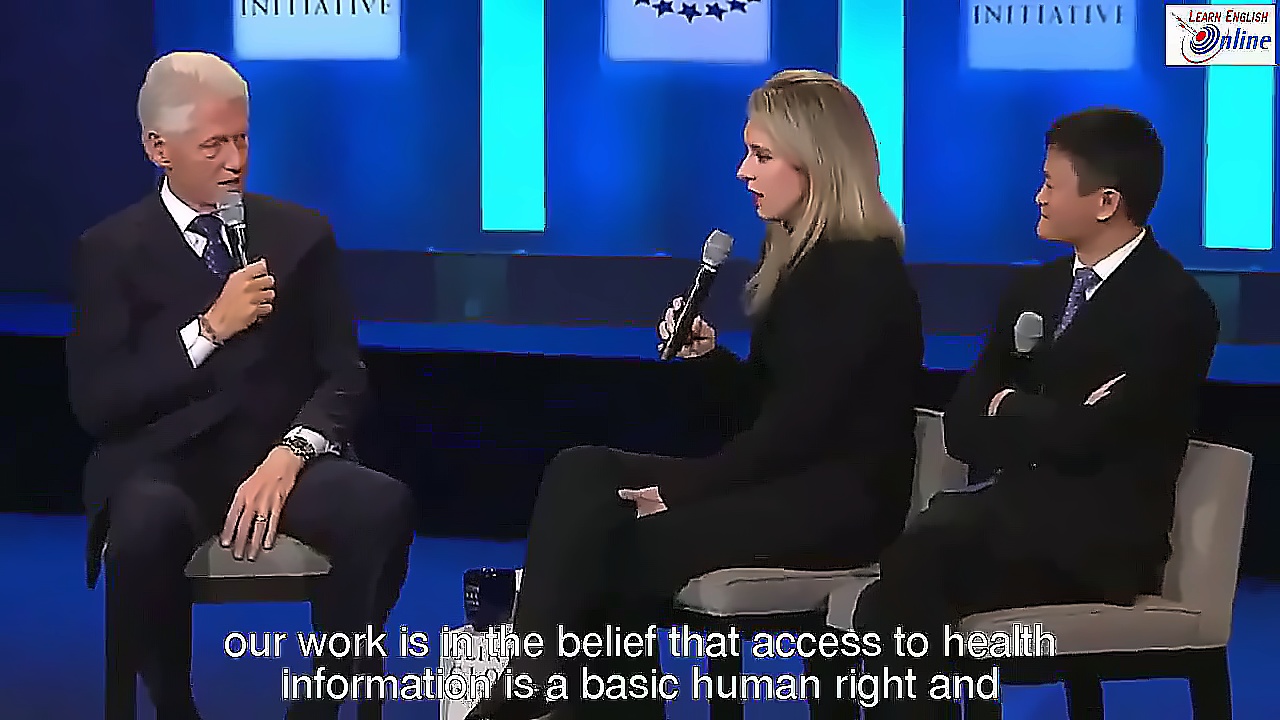 INITIATIVE
INITIATIVE
LEARN ENGLISH
Online
our work is in the belief that access to health
information is a basic human right and